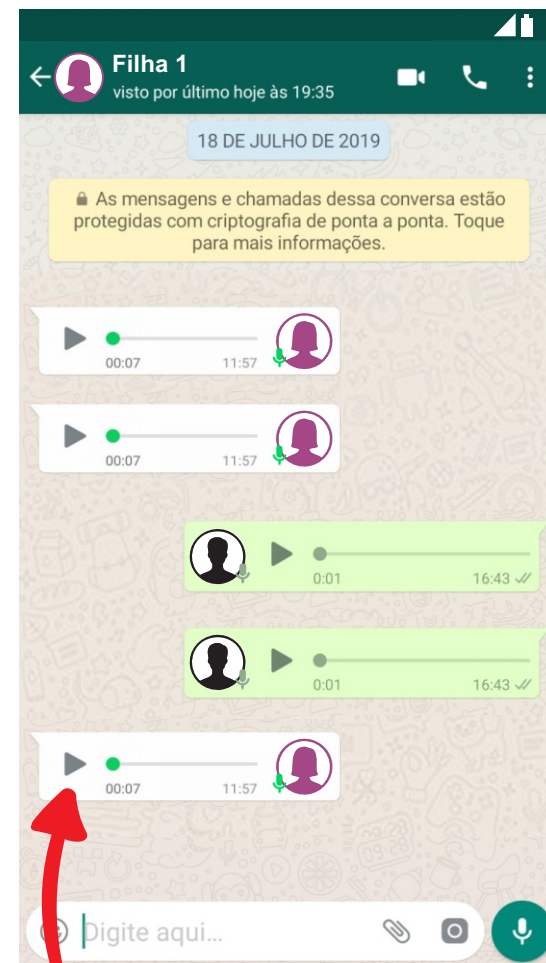 Filha 1
visto por último hoje às 19:35
18 DE JULHO DE 2019
As mensagens e chamadas dessa conversa estão
protegidas com criptografia de ponta a ponta. Toque
para mais informações.
00:07 11:57
00:07 11:57
0:01 16:43
0:01 16:43
00:07 11:57
Digite aqui...